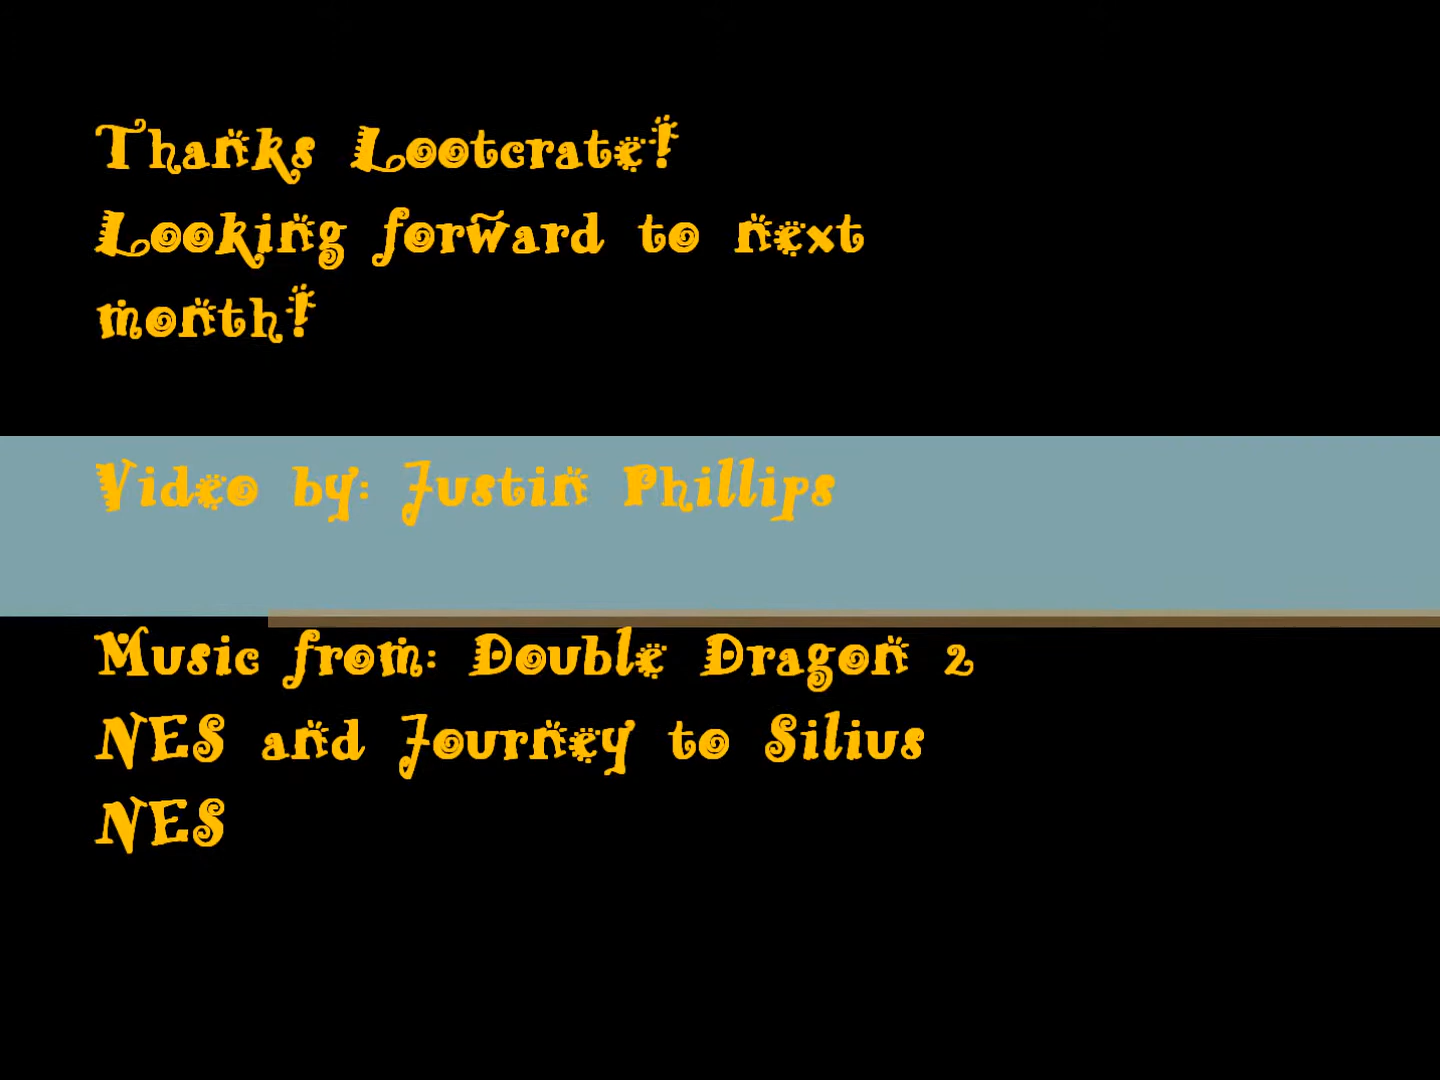 Thanks Lootcrate!
Looking forward to next
month!
Video by: Justin Phillips
Music from: Double Dragon 2
NES and Journey to Silius
NES